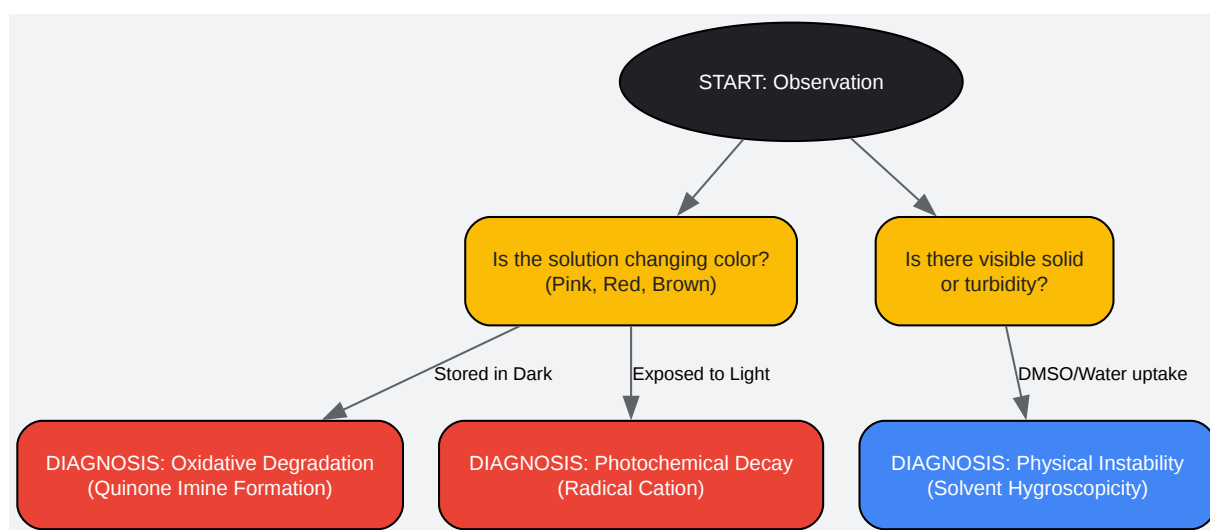 START: Observation
Is the solution changing color?
(Pink, Red, Brown)
Is there visible solid
or turbidity?
Stored in Dark
Exposed to Light
DMSO/Water uptake
DIAGNOSIS: Oxidative Degradation
(Quinone Imine Formation)
DIAGNOSIS: Photochemical Decay
(Radical Cation)
DIAGNOSIS: Physical Instability
(Solvent Hygroscopicity)